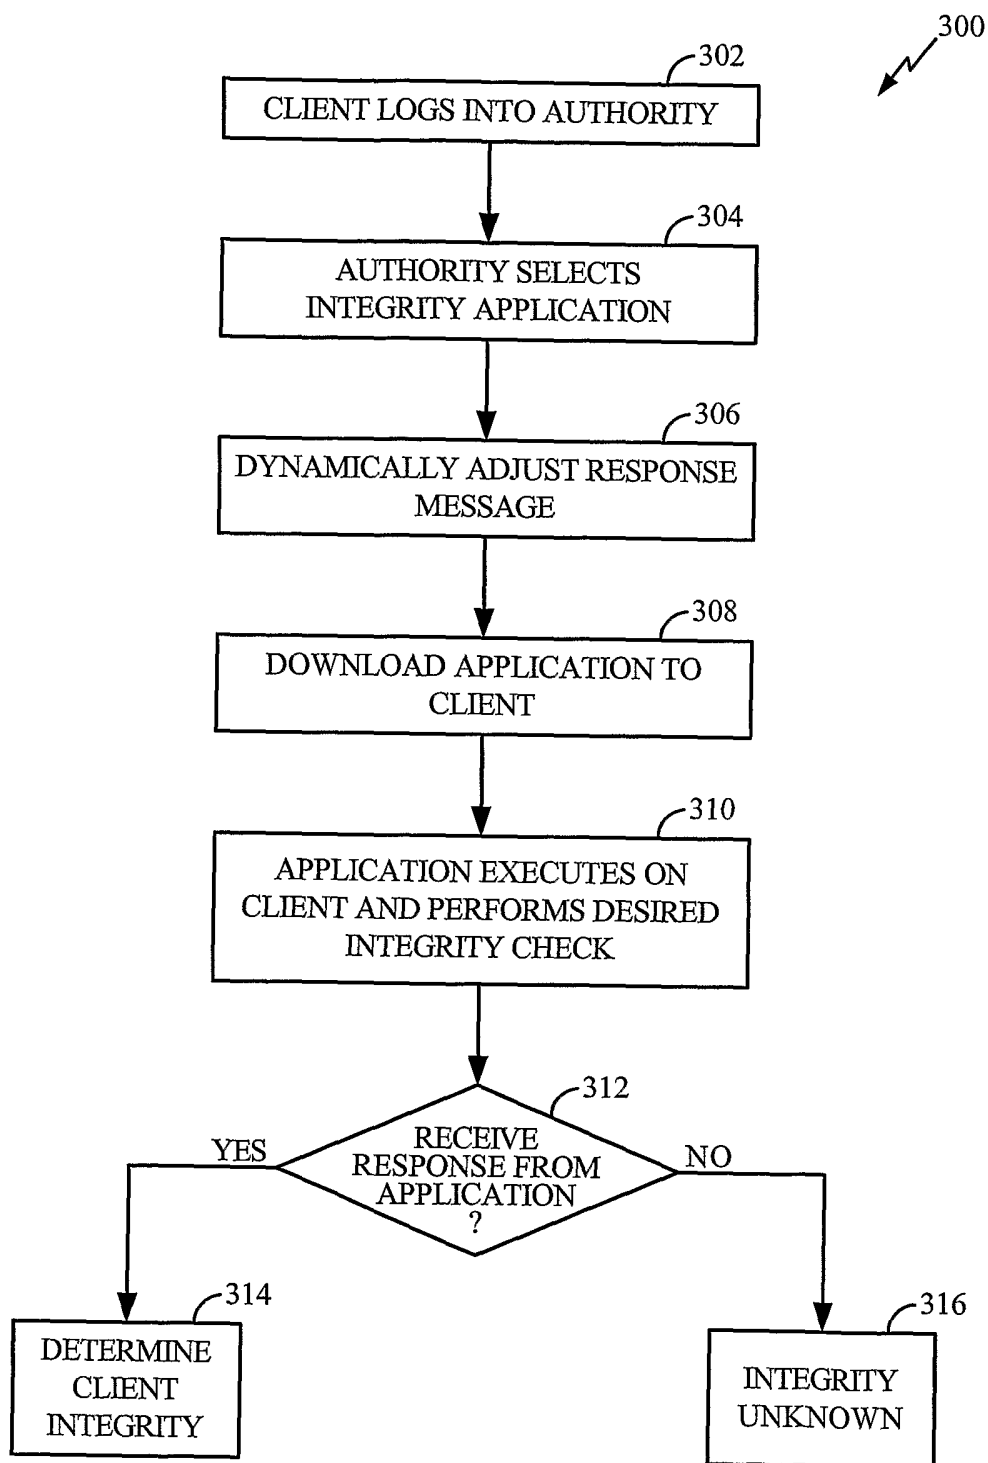 300
302
CLIENT LOGS INTO AUTHORITY
304
AUTHORITY SELECTS
INTEGRITY APPLICATION
306
DYNAMICALLY ADJUST RESPONSE
MESSAGE
308
DOWNLOAD APPLICATION TO
CLIENT
310
APPLICATION EXECUTES ON
CLIENT AND PERFORMS DESIRED
INTEGRITY CHECK
312
RECEIVE
RESPONSE FROM
APPLICATION
?
YES
NO
314
DETERMINE
CLIENT
INTEGRITY
316
INTEGRITY
UNKNOWN